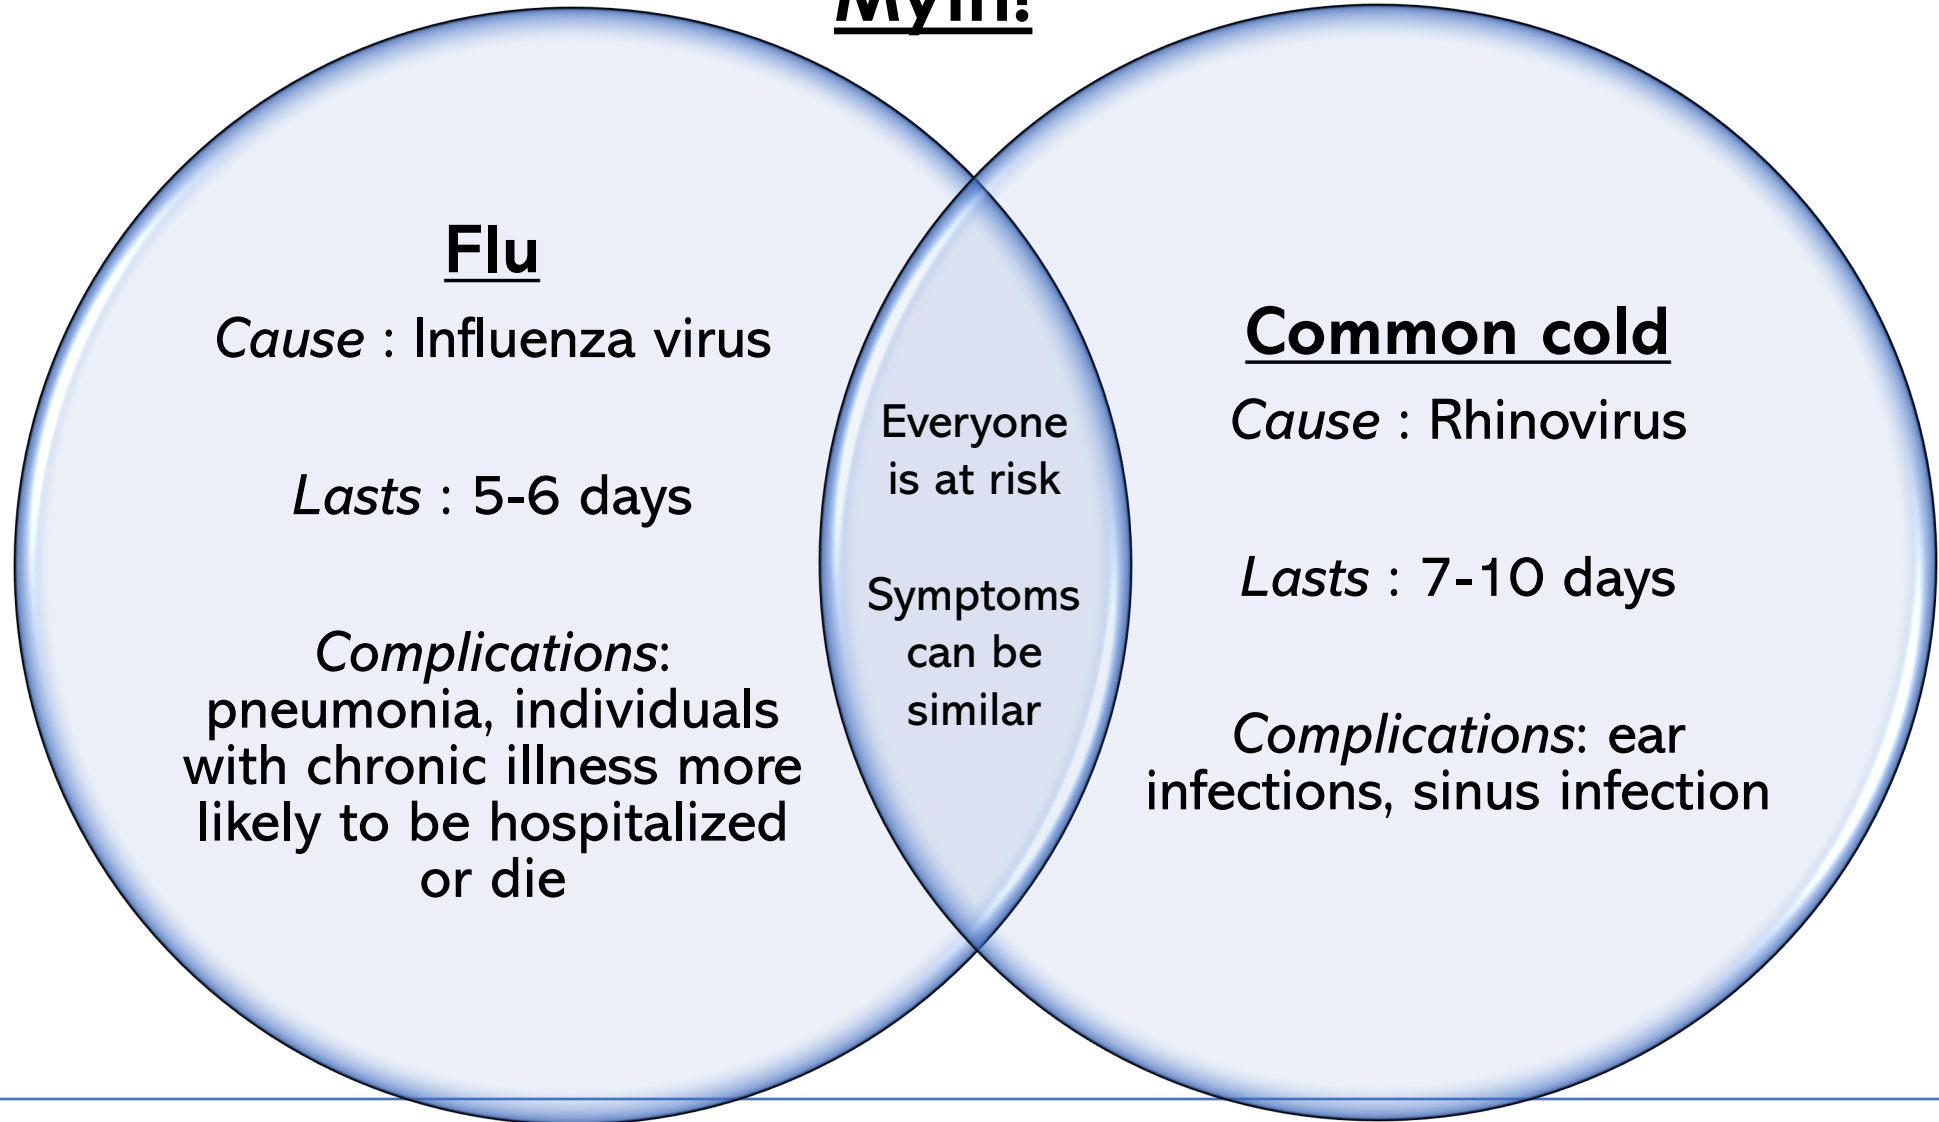 Myth!
Flu
Cause : Influenza virus
Lasts : 5-6 days
Complications:
pneumonia, individuals
with chronic illness more
likely to be hospitalized
or die
Everyone
is at risk
Symptoms
can be
similar
Common cold
Cause : Rhinovirus
Lasts : 7-10 days
Complications: ear
infections, sinus infection